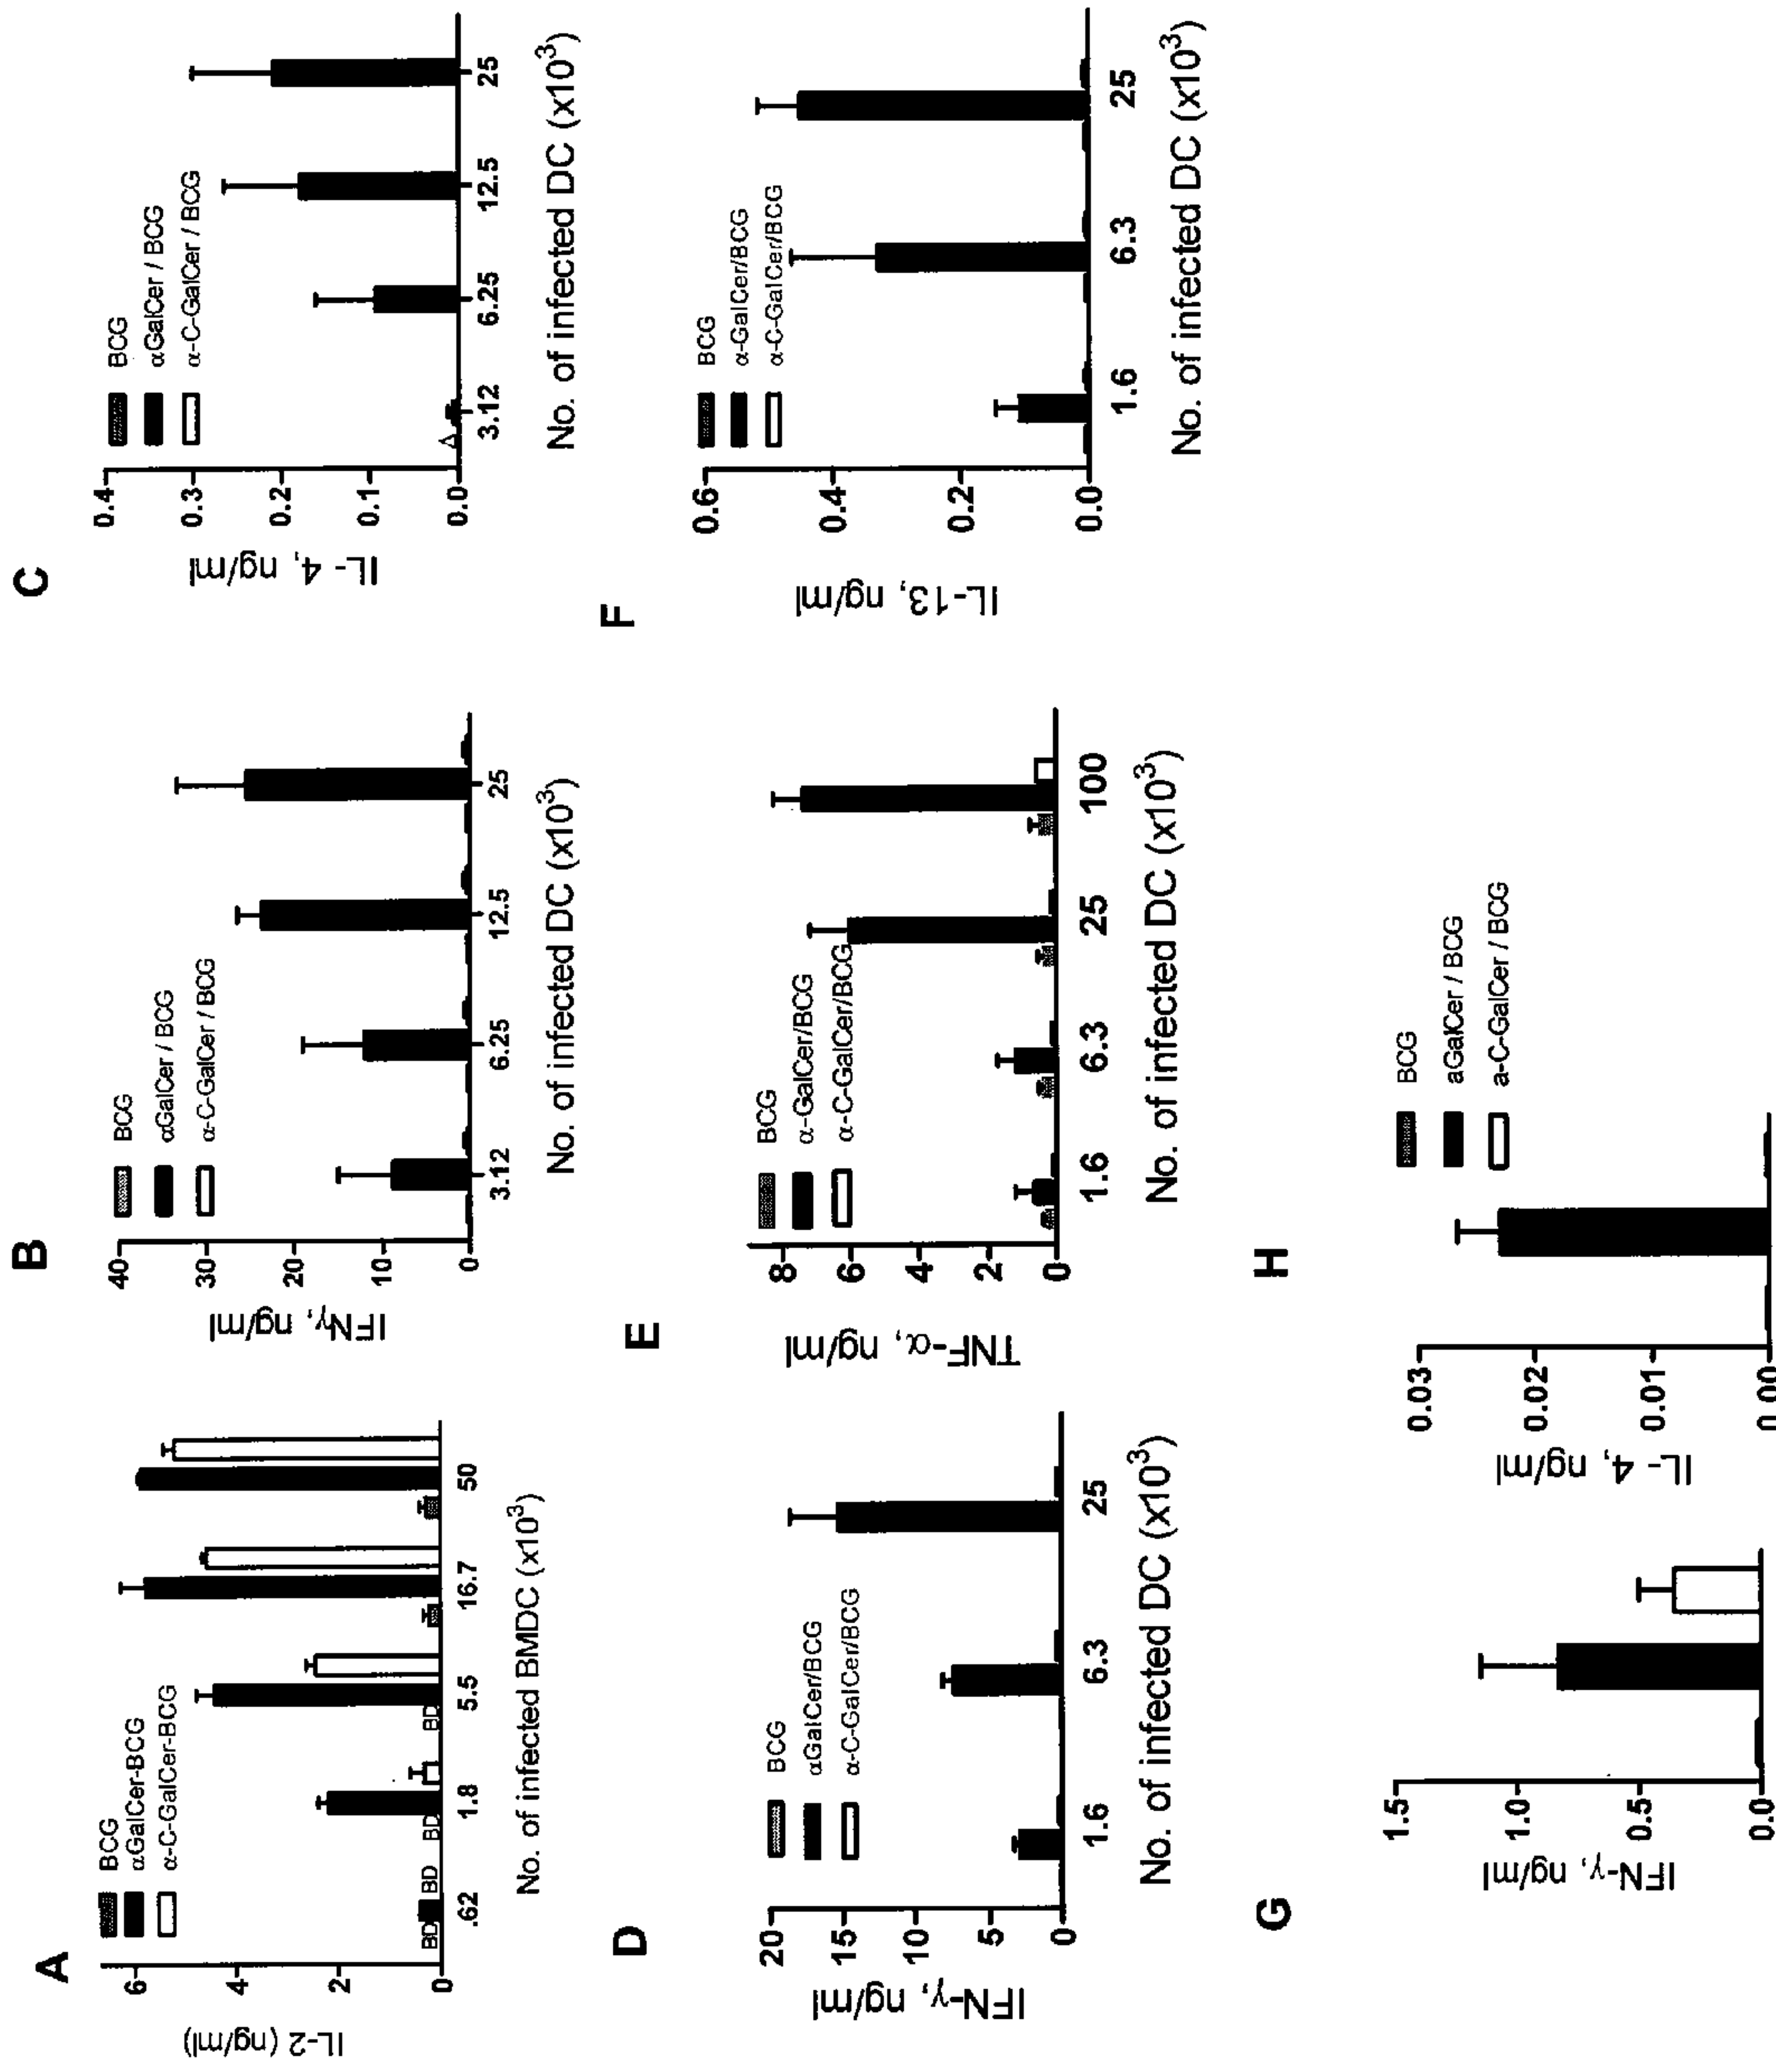 A
IL-2 (ng/ml)
6
4
2
0
BCG
αGalCer-BCG
α-C-GalCer-BCG
BD BD BD BD
.62 1.8 5.5 16.7 50
No. of infected BMDC (x10³)
B
IFNγ, ng/ml
40
30
20
10
0
BCG
αGalCer / BCG
α-C-GalCer / BCG
3.12 6.25 12.5 25
No. of infected DC (x10³)
C
IL- 4, ng/ml
0.4
0.3
0.2
0.1
0.0
BCG
αGalCer / BCG
α-C-GalCer / BCG
3.12 6.25 12.5 25
No. of infected DC (x10³)
D
IFN-γ, ng/ml
20
15
10
5
0
BCG
αGalCer/BCG
α-C-GalCer/BCG
1.6 6.3 25
No. of infected DC (x10³)
E
TNF-α, ng/ml
8
6
4
2
0
BCG
α-GalCer/BCG
α-C-GalCer/BCG
1.6 6.3 25 100
No. of infected DC (x10³)
F
IL-13, ng/ml
0.6
0.4
0.2
0.0
BCG
α-GalCer/BCG
α-C-GalCer/BCG
1.6 6.3 25
No. of infected DC (x10³)
G
IFN-γ, ng/ml
1.5
1.0
0.5
0.0
H
IL- 4, ng/ml
0.03
0.02
0.01
0.00
BCG
aGalCer / BCG
a-C-GalCer / BCG